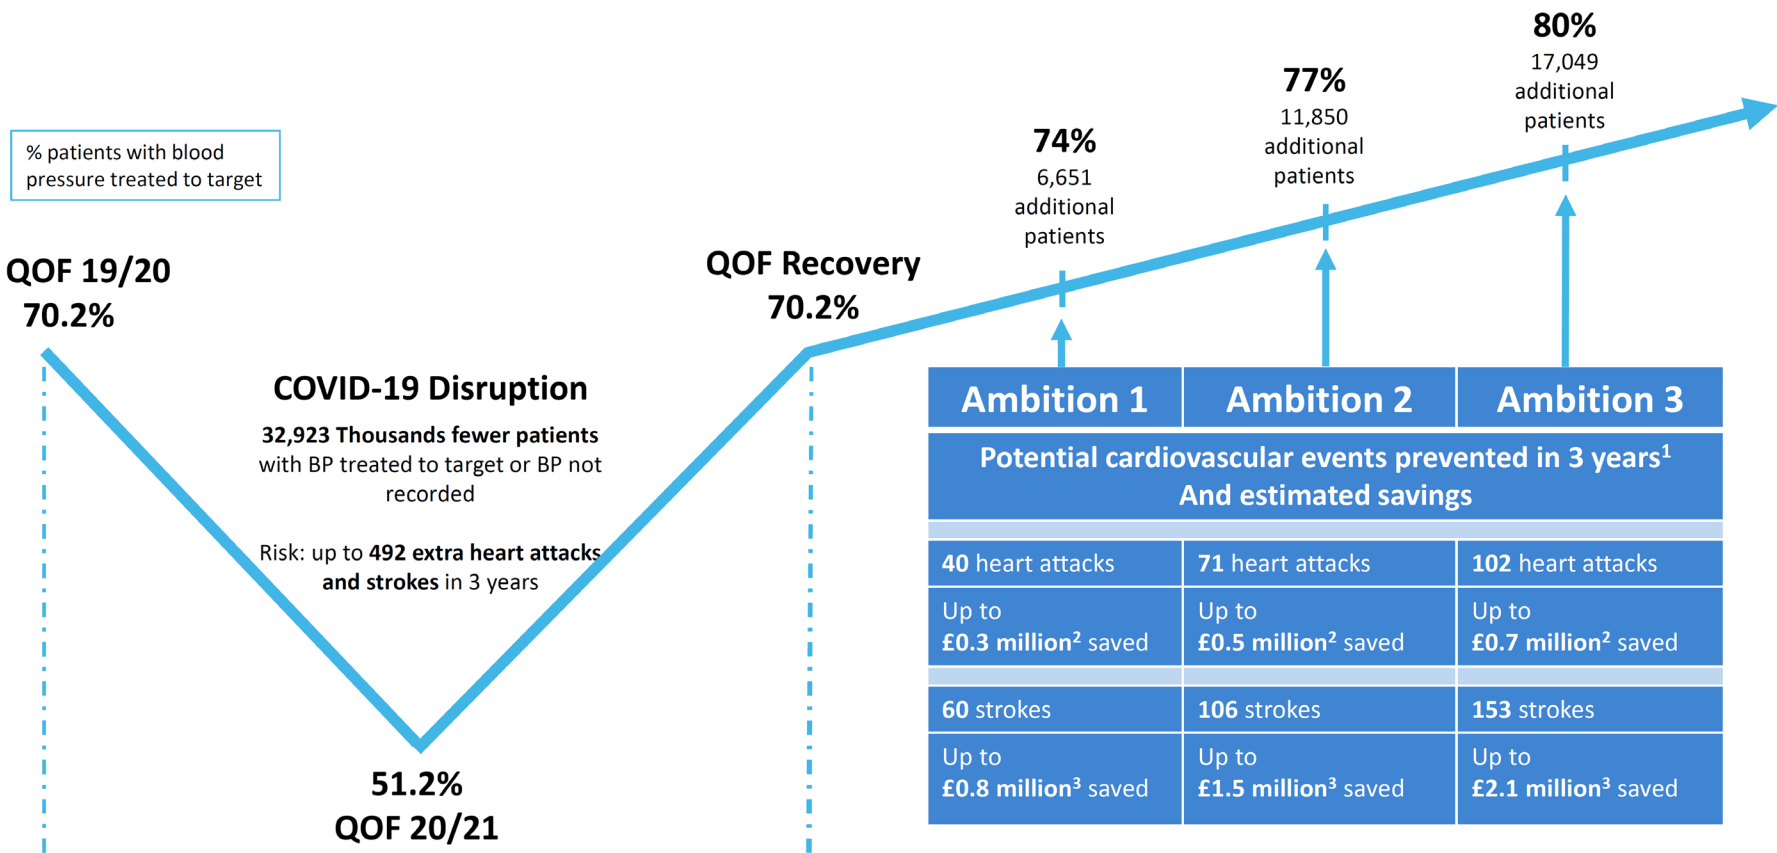 % patients with blood
pressure treated to target
QOF 19/20
70.2%
COVID-19 Disruption
32,923 Thousands fewer patients
with BP treated to target or BP not
recorded
Risk: up to 492 extra heart attacks
and strokes in 3 years
51.2%
QOF 20/21
QOF Recovery
70.2%
74%
6,651
additional
patients
77%
11,850
additional
patients
80%
17,049
additional
patients
Ambition 1 Ambition 2 Ambition 3
Potential cardiovascular events prevented in 3 years¹
And estimated savings
40 heart attacks 71 heart attacks 102 heart attacks
Up to Up to Up to
£0.3 million² saved £0.5 million² saved £0.7 million² saved
60 strokes 106 strokes 153 strokes
Up to Up to Up to
£0.8 million³ saved £1.5 million³ saved £2.1 million³ saved